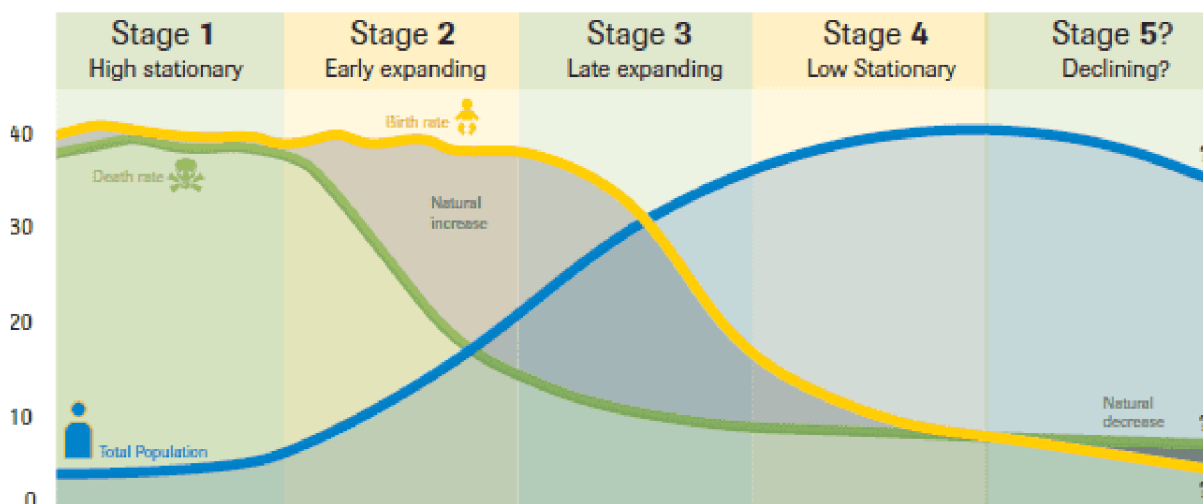 Stage 1
High stationary
Stage 2
Early expanding
Stage 3
Late expanding
Stage 4
Low Stationary
Stage 5?
Declining?
40
30
20
10
0
Birth rate
Death rate
Natural
increase
Total Population
Natural
decrease